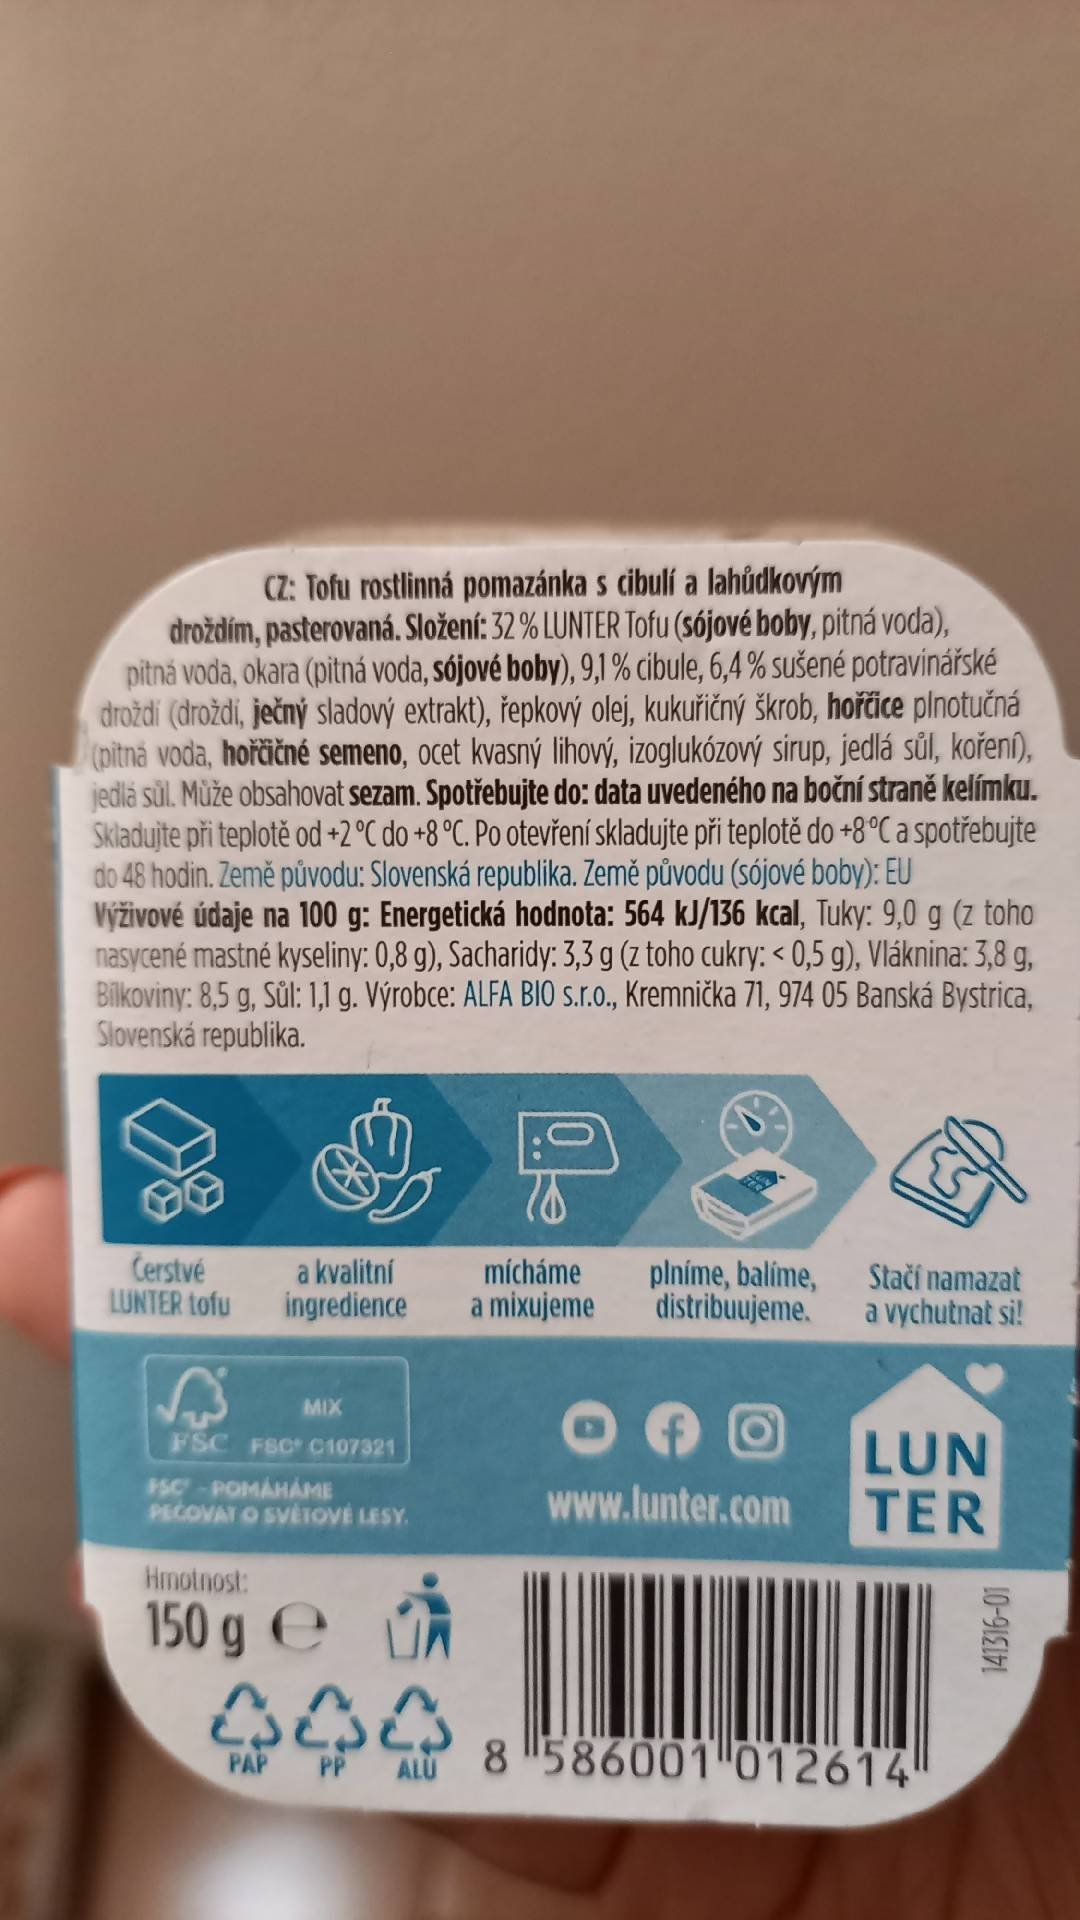 CZ: Tofu rostlinná pomazánka s cibulí a lahůdkovým
droždím, pasterovaná. Složení: 32 % LUNTER Tofu (sójové boby, pitná voda),
pitná voda, okara (pitná voda, sójové boby), 9,1 % cibule, 6,4 % sušené potravinářské
droždí (droždí, ječný sladový extrakt), řepkový olej, kukuřičný škrob, hořčice plnotučná
(pitná voda, hořčičné semeno, ocet kvasný lihový, izoglukózový sirup, jedlá sůl, koření),
jedlá sůl. Může obsahovat sezam. Spotřebujte do: data uvedeného na boční straně kelímku.
Skladujte při teplotě od +2 °C do +8 °C. Po otevření skladujte při teplotě do +8 °C a spotřebujte
do 48 hodin. Země původu: Slovenská republika. Země původu (sójové boby): EU
Výživové údaje na 100 g: Energetická hodnota: 564 kJ/136 kcal, Tuky: 9,0 g (z toho
nasycené mastné kyseliny: 0,8 g), Sacharidy: 3,3 g (z toho cukry: < 0,5 g), Vláknina: 3,8 g,
Bílkoviny: 8,5 g, Sůl: 1,1 g. Výrobce: ALFA BIO s.r.o., Kremnička 71, 974 05 Banská Bystrica,
Slovenská republika.
LUN
TER
Čerstvé
LUNTER tofu
a kvalitní
ingredience
mícháme
a mixujeme
plníme, balíme,
distribuujeme.
Stačí namazat
a vychutnat si!
MIX
FSC
FSC® C107321
FSC® - POMÁHÁME
PEČOVAT O SVĚTOVÉ LESY.
www.lunter.com
LUN
TER
Hmotnost:
150 g e
141316-01
PAP
PP
ALU
8 586001 012614